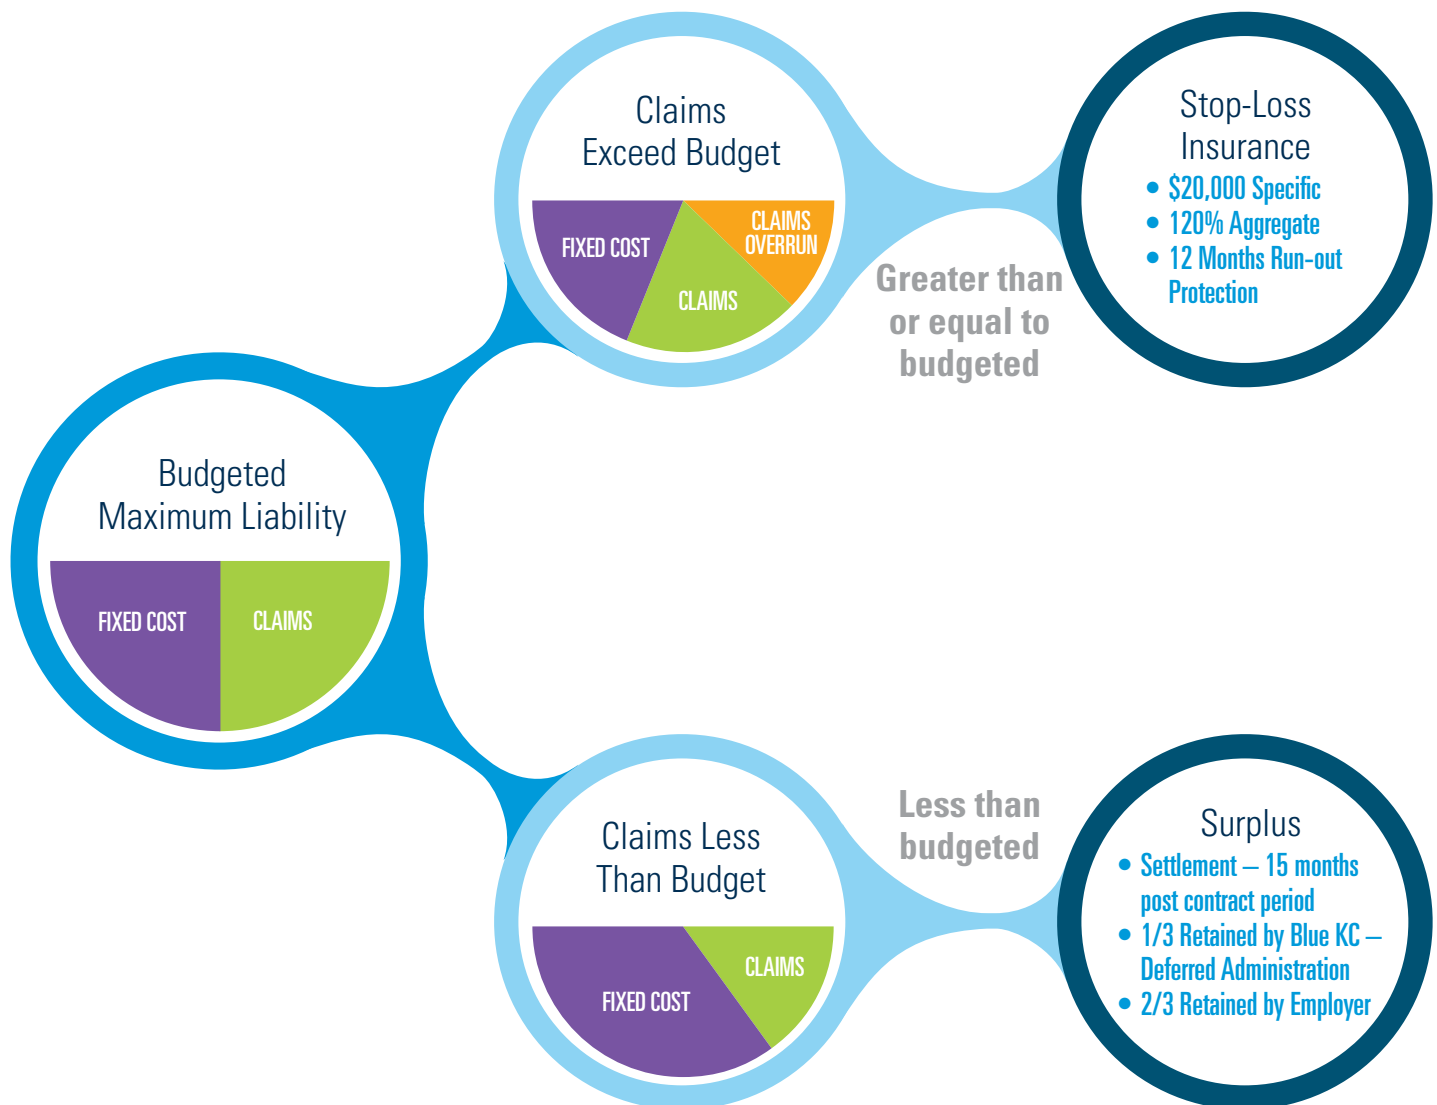 Claims
Exceed Budget
FIXED COST
CLAIMS
CLAIMS
OVERRUN
Greater than
or equal to
budgeted
Stop-Loss
Insurance
• $20,000 Specific
• 120% Aggregate
• 12 Months Run-out
Protection
Budgeted
Maximum Liability
FIXED COST
CLAIMS
Claims Less
Than Budget
FIXED COST
CLAIMS
Less than
budgeted
Surplus
• Settlement – 15 months
post contract period
• 1/3 Retained by Blue KC –
Deferred Administration
• 2/3 Retained by Employer